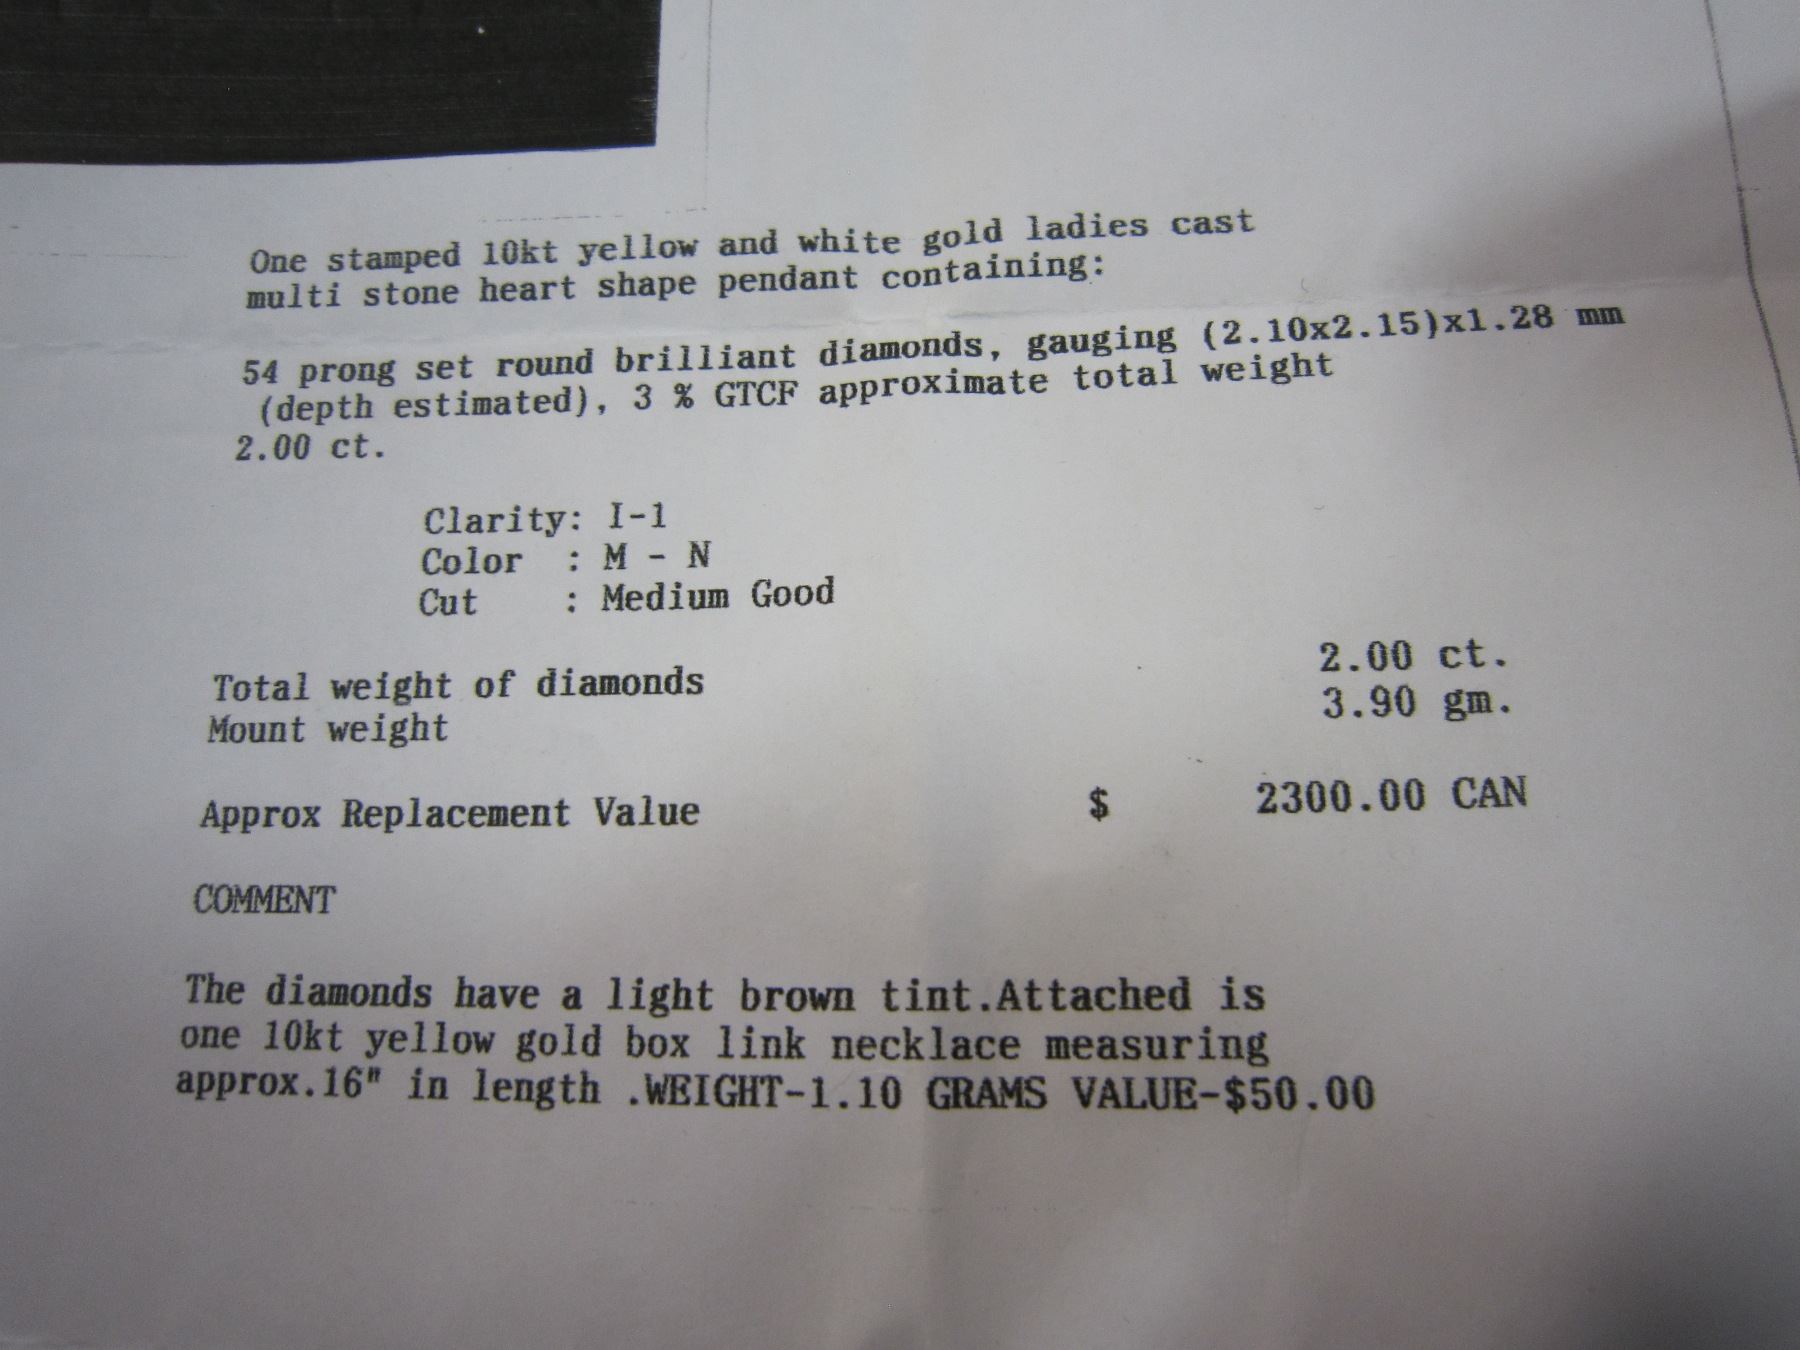 One stamped 10kt yellow and white gold ladies cast
multi stone heart shape pendant containing:
54 prong set round brilliant diamonds, gauging (2.10x2.15)x1.28 mm
(depth estimated), 3 % GTCF approximate total weight
2.00 ct.
Clarity: I-1
Color : M - N
Cut : Medium Good
Total weight of diamonds 2.00 ct.
Mount weight 3.90 gm.
Approx Replacement Value $ 2300.00 CAN
COMMENT
The diamonds have a light brown tint.Attached is
one 10kt yellow gold box link necklace measuring
approx.16" in length .WEIGHT-1.10 GRAMS VALUE-$50.00